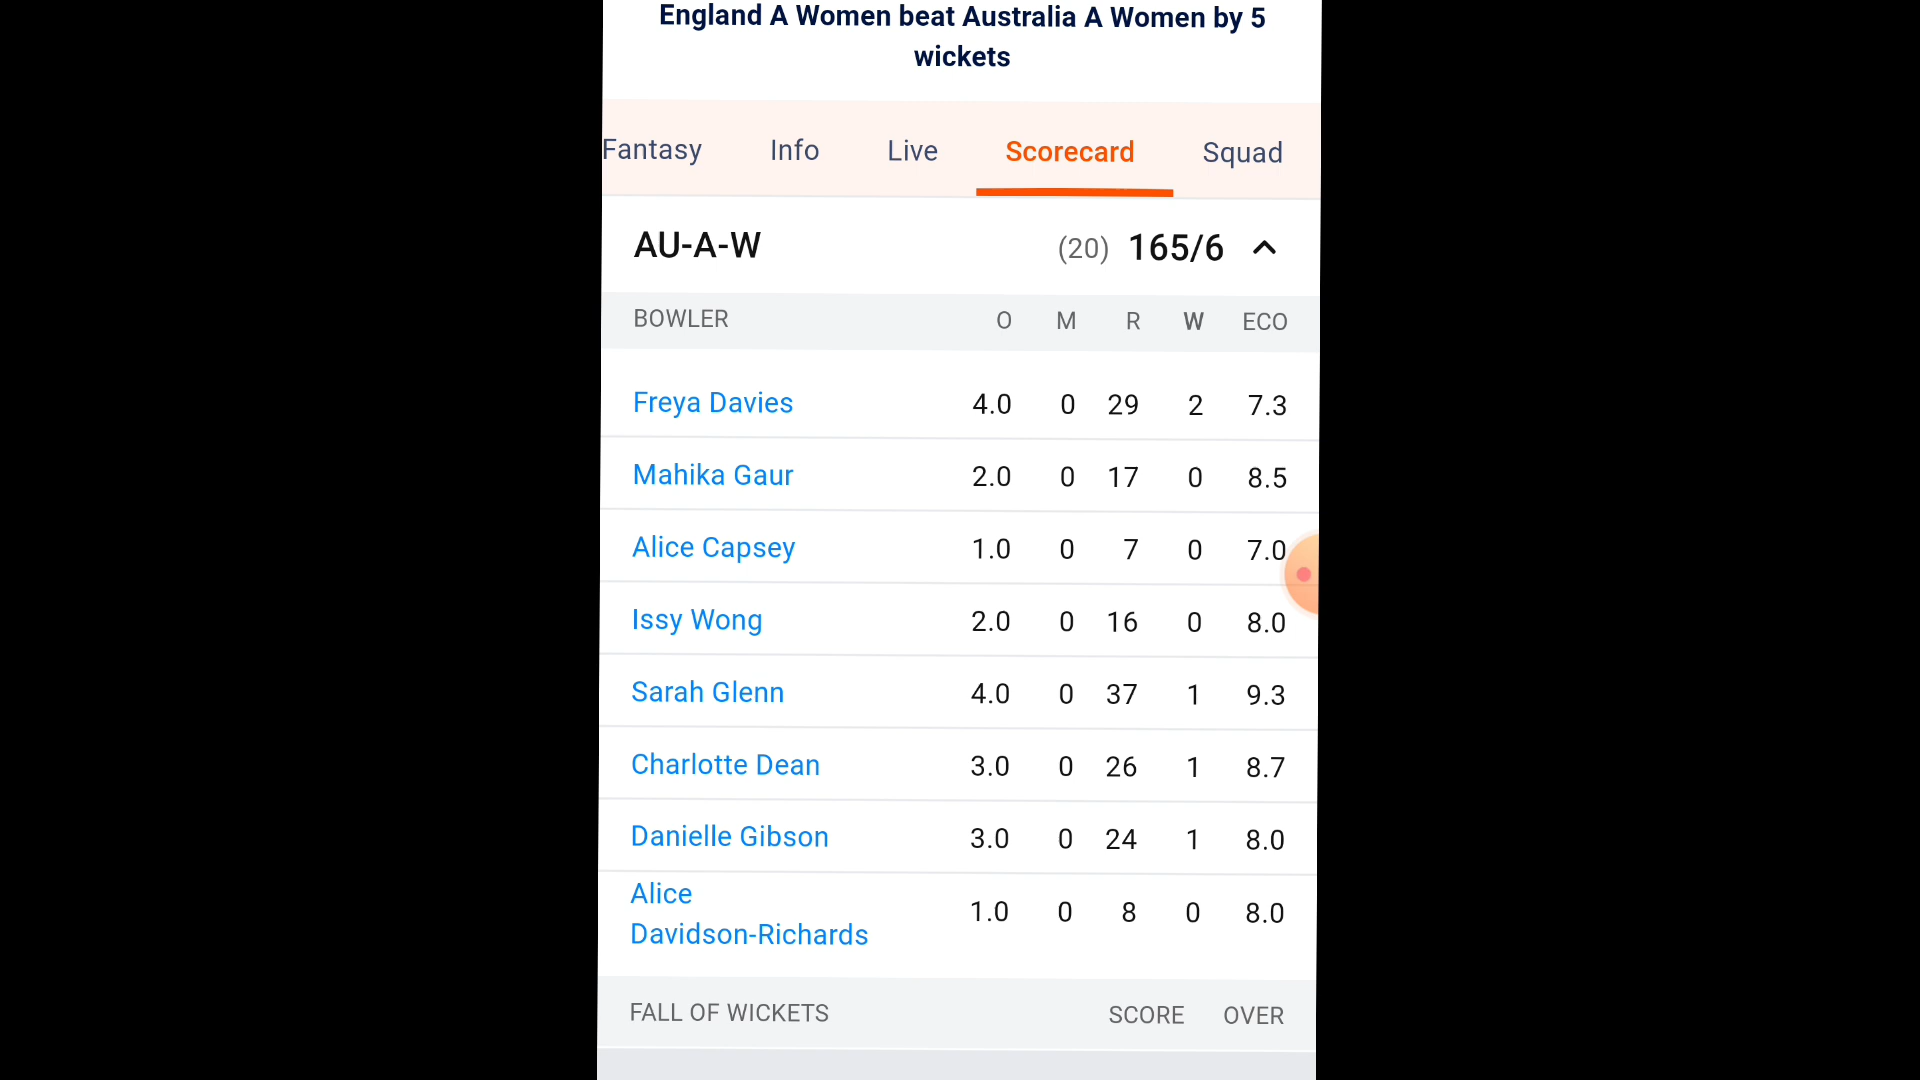 England A Women beat Australia A Women by 5
wickets
Fantasy Info Live Scorecard Squad
AU-A-W (20) 165/6
BOWLER O M R W ECO
Freya Davies 4.0 0 29 2 7.3
Mahika Gaur 2.0 0 17 0 8.5
Alice Capsey 1.0 0 7 0 7.0
Issy Wong 2.0 0 16 0 8.0
Sarah Glenn 4.0 0 37 1 9.3
Charlotte Dean 3.0 0 26 1 8.7
Danielle Gibson 3.0 0 24 1 8.0
Alice
Davidson-Richards 1.0 0 8 0 8.0
FALL OF WICKETS SCORE OVER